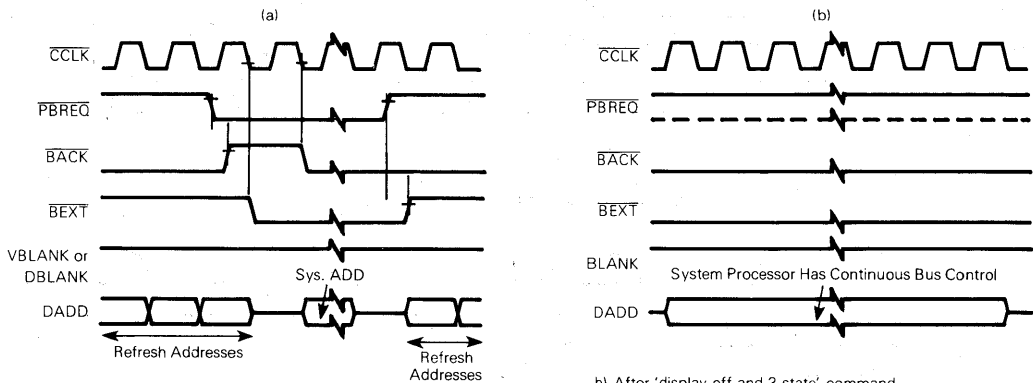 (a)
CCLK
PBREQ
BACK
BEXT
VBLANK or
DBLANK
Sys. ADD
DADD
Refresh Addresses
Refresh
Addresses
(b)
CCLK
PBREQ
BACK
BEXT
BLANK
System Processor Has Continuous Bus Control
DADD
b) After 'display off and 3-state' command